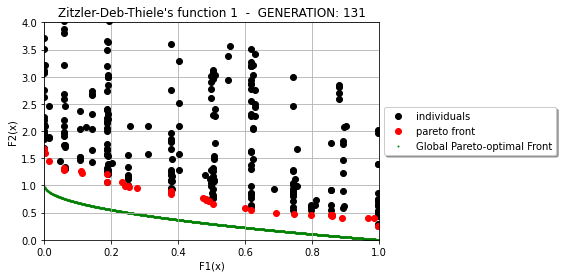 Zitzler-Deb-Thiele's function 1 - GENERATION: 131
4.0
3.5
3.0
2.5
2.0
1.5
1.0
0.5
0.0
F2(x)
0.0 0.2 0.4 0.6 0.8 1.0
F1(x)
individuals
pareto front
Global Pareto-optimal Front